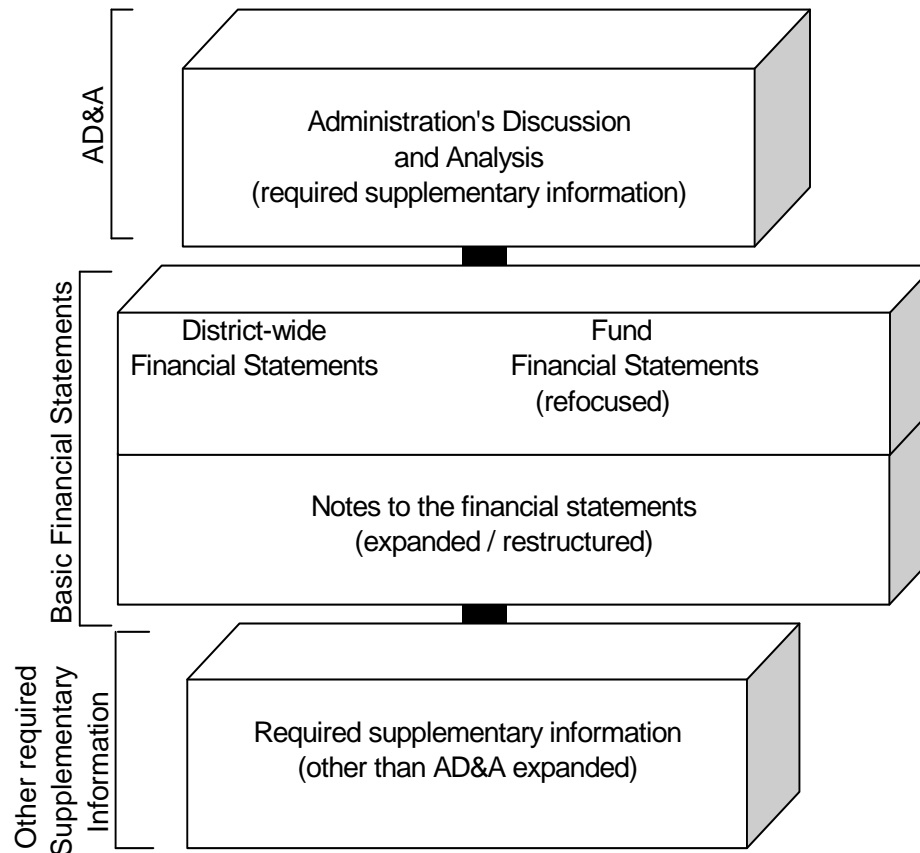 AD&A
Administration's Discussion
and Analysis
(required supplementary information)
Basic Financial Statements
District-wide
Financial Statements
Fund
Financial Statements
(refocused)
Notes to the financial statements
(expanded / restructured)
Other required
Supplementary
Information
Required supplementary information
(other than AD&A expanded)